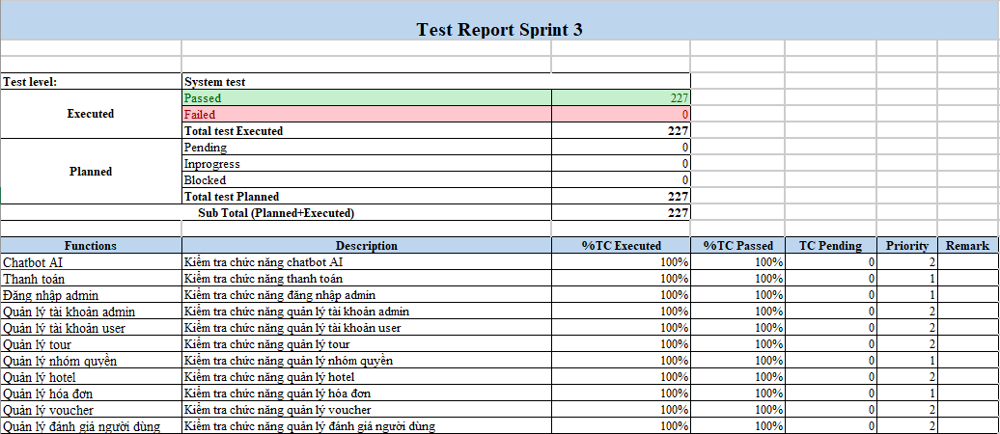 Test Report Sprint 3
Test level: System test
Executed
Passed 227
Failed 0
Total test Executed 227
Planned
Pending 0
Inprogress 0
Blocked 0
Total test Planned 227
Sub Total (Planned+Executed) 227
Functions Description %TC Executed %TC Passed TC Pending Priority Remark
Chatbot AI Kiểm tra chức năng chatbot AI 100% 100% 0 2
Thanh toán Kiểm tra chức năng thanh toán 100% 100% 0 1
Đăng nhập admin Kiểm tra chức năng đăng nhập admin 100% 100% 0 1
Quản lý tài khoản admin Kiểm tra chức năng quản lý tài khoản admin 100% 100% 0 2
Quản lý tài khoản user Kiểm tra chức năng quản lý tài khoản user 100% 100% 0 2
Quản lý tour Kiểm tra chức năng quản lý tour 100% 100% 0 2
Quản lý nhóm quyền Kiểm tra chức năng quản lý nhóm quyền 100% 100% 0 1
Quản lý hotel Kiểm tra chức năng quản lý hotel 100% 100% 0 2
Quản lý hóa đơn Kiểm tra chức năng quản lý hóa đơn 100% 100% 0 1
Quản lý voucher Kiểm tra chức năng quản lý voucher 100% 100% 0 2
Quản lý đánh giá người dùng Kiểm tra chức năng quản lý đánh giá người dùng 100% 100% 0 2